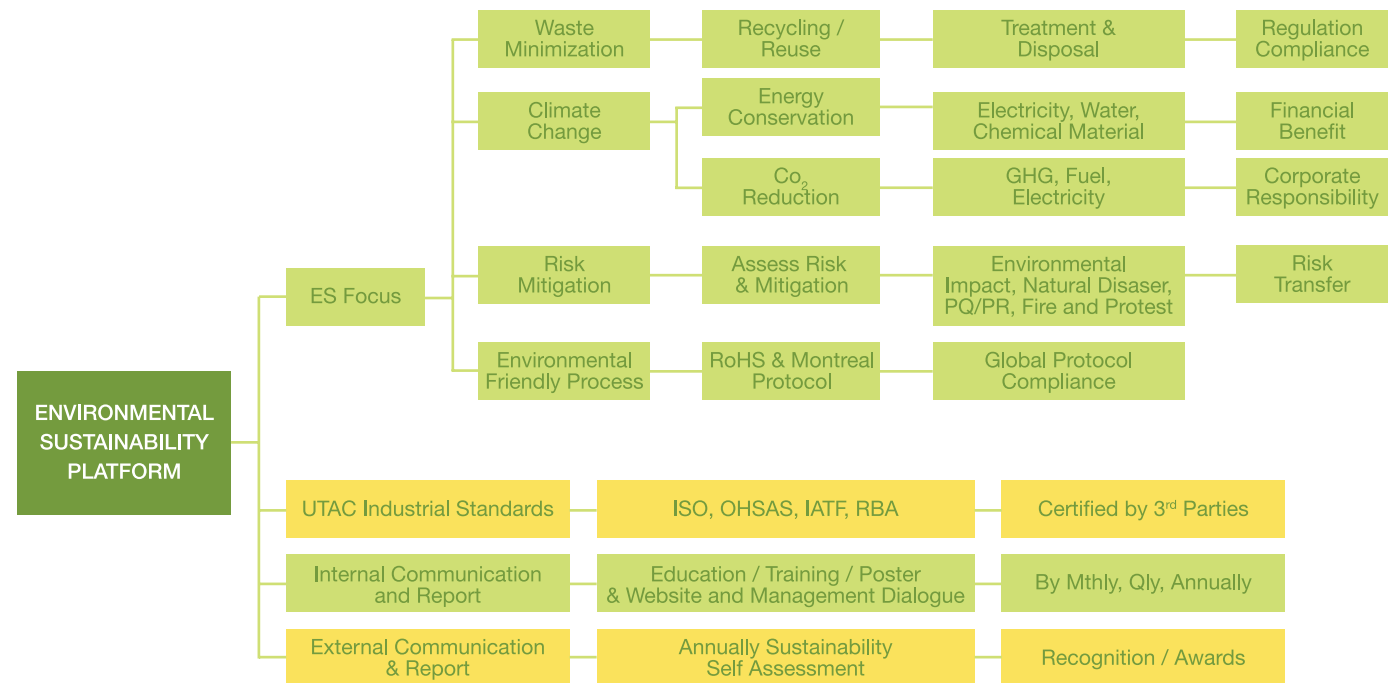 Waste
Minimization
Recycling /
Reuse
Treatment &
Disposal
Regulation
Compliance
Climate
Change
Energy
Conservation
Electricity, Water,
Chemical Material
Financial
Benefit
Co₂
Reduction
GHG, Fuel,
Electricity
Corporate
Responsibility
ES Focus
Risk
Mitigation
Assess Risk
& Mitigation
Environmental
Impact, Natural Disaser,
PQ/PR, Fire and Protest
Risk
Transfer
Environmental
Friendly Process
RoHS & Montreal
Protocol
Global Protocol
Compliance
ENVIRONMENTAL
SUSTAINABILITY
PLATFORM
UTAC Industrial Standards
ISO, OHSAS, IATF, RBA
Certified by 3rd Parties
Internal Communication
and Report
Education / Training / Poster
& Website and Management Dialogue
By Mthly, Qly, Annually
External Communication
& Report
Annually Sustainability
Self Assessment
Recognition / Awards